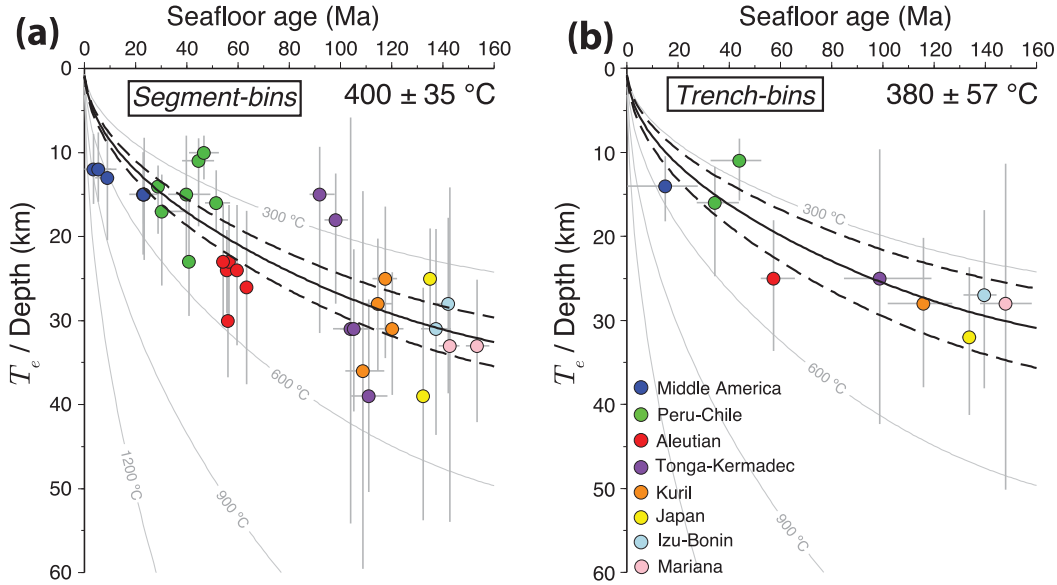 (a)
Seafloor age (Ma)
0 20 40 60 80 100 120 140 160
Segment-bins
400 ± 35 °C
0
10
20
30
40
50
60
Te / Depth (km)
300 °C
600 °C
900 °C
1200 °C
(b)
Seafloor age (Ma)
0 20 40 60 80 100 120 140 160
Trench-bins
380 ± 57 °C
0
10
20
30
40
50
60
Te / Depth (km)
300 °C
600 °C
900 °C
Middle America
Peru-Chile
Aleutian
Tonga-Kermadec
Kuril
Japan
Izu-Bonin
Mariana